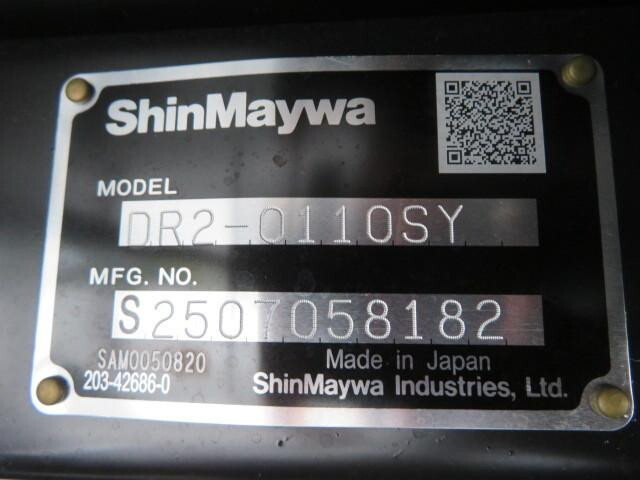 ShinMaywa
MODEL
DR2-0110SY
MFG. NO.
S2507058182
SAM0050820
203-42686-0
Made in Japan
ShinMaywa Industries, Ltd.